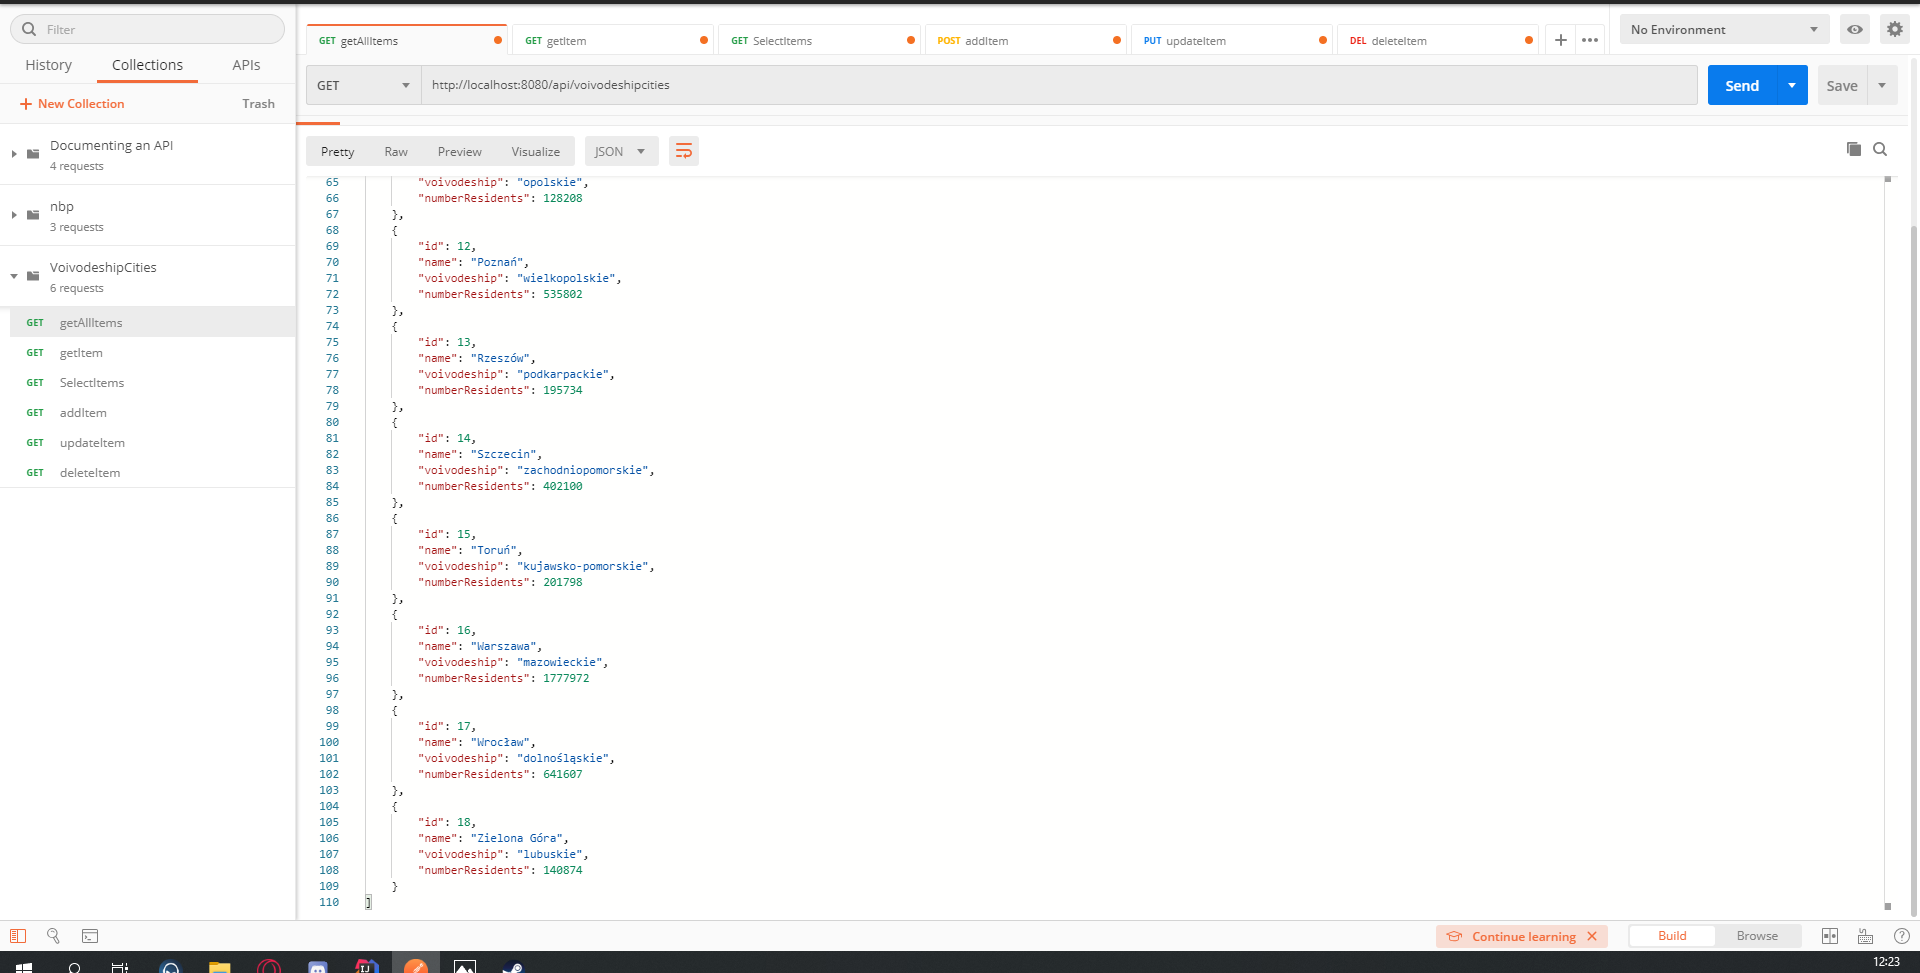 Filter
History Collections APIs
+ New Collection Trash
Documenting an API
4 requests
nbp
3 requests
VoivodeshipCities
6 requests
GET getAllItems
GET getItem
GET SelectItems
GET addItem
GET updateItem
GET deleteItem
GET getAllItems GET getItem GET SelectItems POST addItem PUT updateItem DEL deleteItem + ••• No Environment
GET http://localhost:8080/api/voivodeshipcities Send Save
Pretty Raw Preview Visualize JSON
65 "voivodeship": "opolskie",
66 "numberResidents": 128208
67 },
68 {
69 "id": 12,
70 "name": "Poznań",
71 "voivodeship": "wielkopolskie",
72 "numberResidents": 535802
73 },
74 {
75 "id": 13,
76 "name": "Rzeszów",
77 "voivodeship": "podkarpackie",
78 "numberResidents": 195734
79 },
80 {
81 "id": 14,
82 "name": "Szczecin",
83 "voivodeship": "zachodniopomorskie",
84 "numberResidents": 402100
85 },
86 {
87 "id": 15,
88 "name": "Toruń",
89 "voivodeship": "kujawsko-pomorskie",
90 "numberResidents": 201798
91 },
92 {
93 "id": 16,
94 "name": "Warszawa",
95 "voivodeship": "mazowieckie",
96 "numberResidents": 1777972
97 },
98 {
99 "id": 17,
100 "name": "Wrocław",
101 "voivodeship": "dolnośląskie",
102 "numberResidents": 641607
103 },
104 {
105 "id": 18,
106 "name": "Zielona Góra",
107 "voivodeship": "lubuskie",
108 "numberResidents": 140874
109 }
110 ]
Continue learning ✕ Build Browse
IJ
12:23